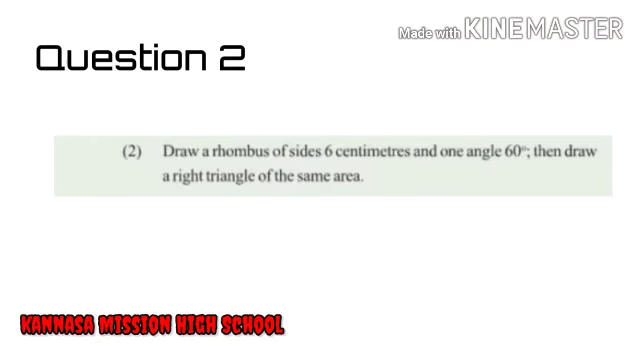 Made with KINEMASTER
Question 2
(2) Draw a rhombus of sides 6 centimetres and one angle 60°; then draw
a right triangle of the same area.
KANNASA MISSION HIGH SCHOOL